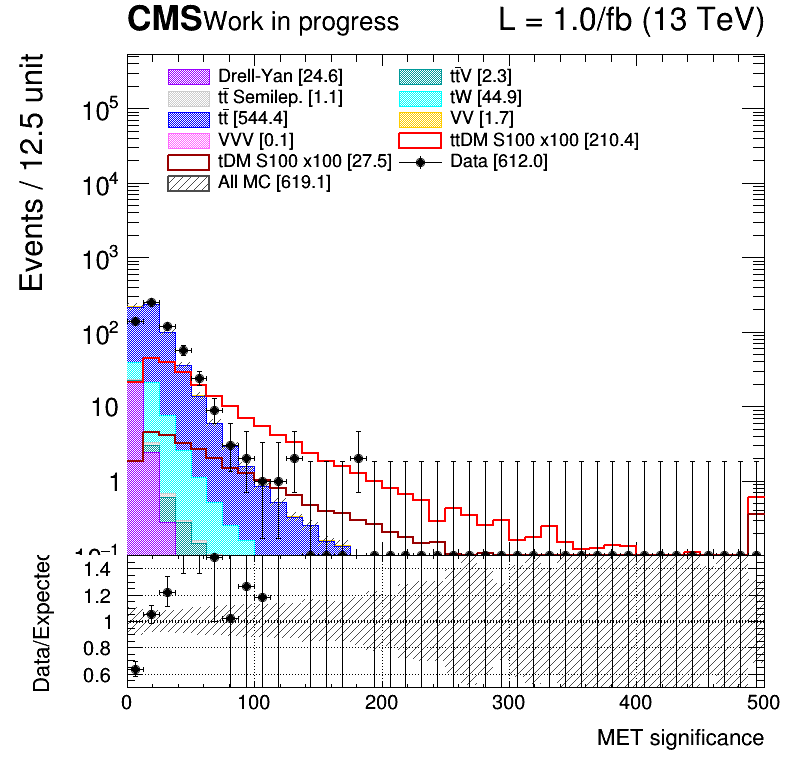 CMS Work in progress L = 1.0/fb (13 TeV)
Events / 12.5 unit
Drell-Yan [24.6] tt̄V [2.3]
tt̄ Semilep. [1.1] tW [44.9]
tt̄ [544.4] VV [1.7]
VVV [0.1] ttDM S100 x100 [210.4]
tDM S100 x100 [27.5] Data [612.0]
All MC [619.1]
10⁵
10⁴
10³
10²
10
1
10⁻¹
Data/Expected
1.4
1.2
1
0.8
0.6
0 100 200 300 400 500
MET significance